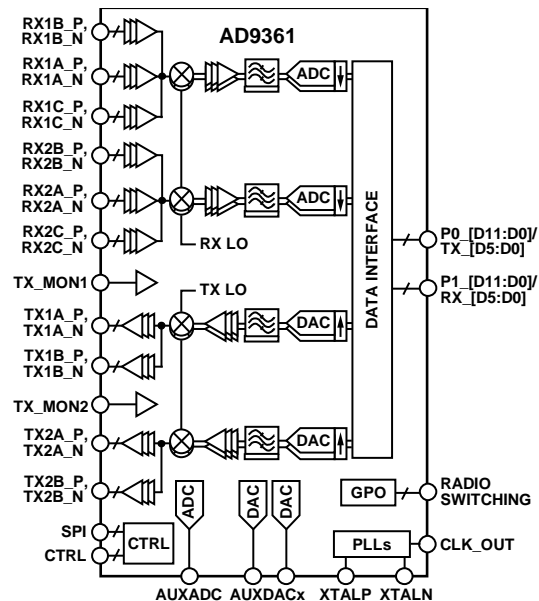 AD9361
RX1B_P,
RX1B_N
RX1A_P,
RX1A_N
RX1C_P,
RX1C_N
RX2B_P,
RX2B_N
RX2A_P,
RX2A_N
RX2C_P,
RX2C_N
TX_MON1
TX1A_P,
TX1A_N
TX1B_P,
TX1B_N
TX_MON2
TX2A_P,
TX2A_N
TX2B_P,
TX2B_N
SPI
CTRL
CTRL
ADC
ADC
RX LO
TX LO
DAC
DAC
DATA INTERFACE
P0_[D11:D0]/
TX_[D5:D0]
P1_[D11:D0]/
RX_[D5:D0]
GPO
RADIO
SWITCHING
ADC
DAC
DAC
PLLs
CLK_OUT
AUXADC
AUXDACx
XTALP
XTALN